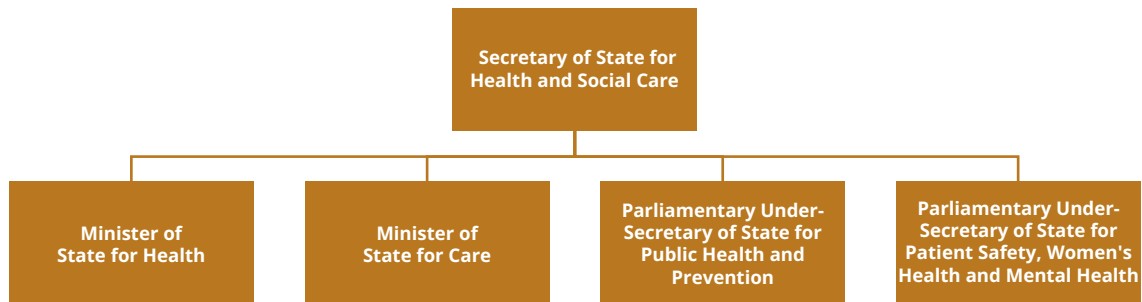 Secretary of State for
Health and Social Care
Minister of
State for Health
Minister of
State for Care
Parliamentary Under-
Secretary of State for
Public Health and
Prevention
Parliamentary Under-
Secretary of State for
Patient Safety, Women's
Health and Mental Health